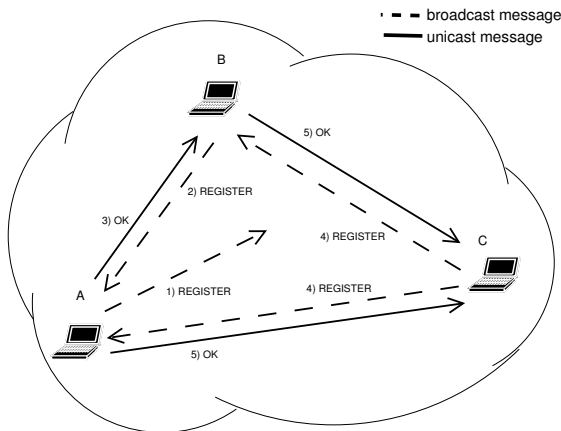 broadcast message
unicast message
B
5) OK
2) REGISTER
3) OK
4) REGISTER
C
A
1) REGISTER
4) REGISTER
5) OK